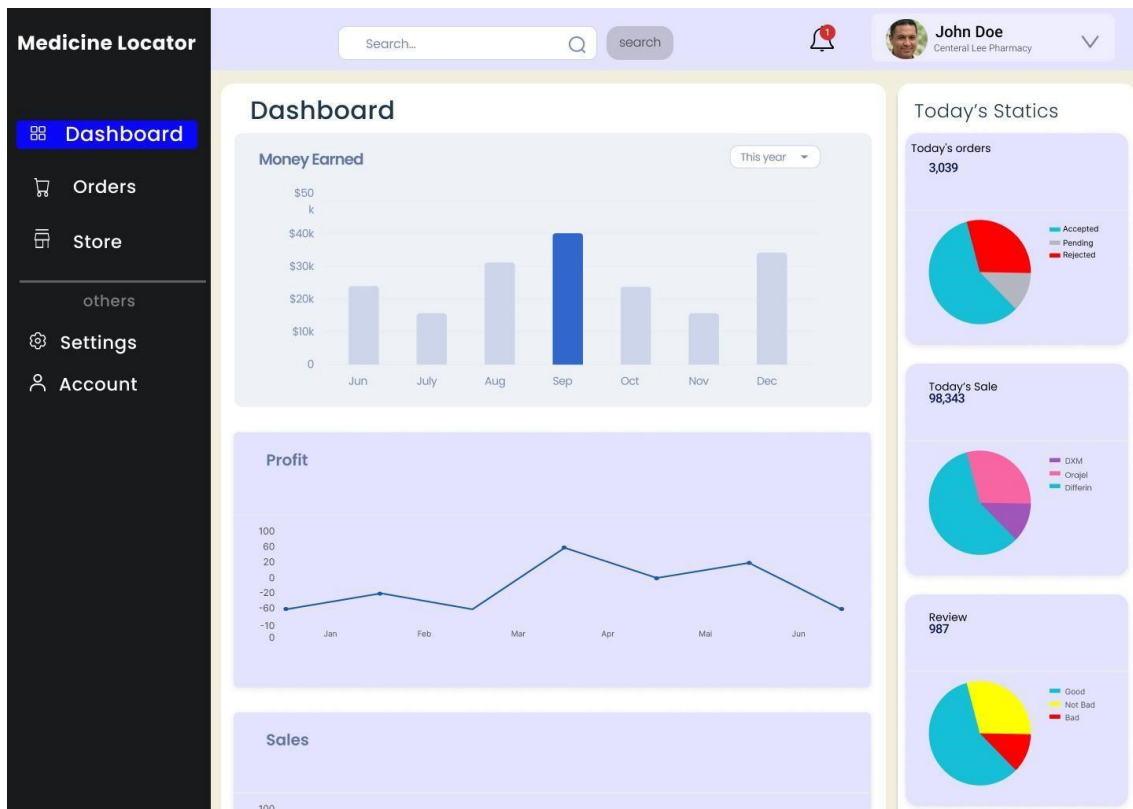 Medicine Locator
Dashboard
Orders
Store
others
Settings
Account
Search...
search
1
John Doe
Centeral Lee Pharmacy
Dashboard
Money Earned
This year
$50
k
$40k
$30k
$20k
$10k
0
Jun July Aug Sep Oct Nov Dec
Profit
100
60
20
0
-20
-60
-10
0
Jan Feb Mar Apr Mai Jun
Sales
100
Today's Statics
Today's orders
3,039
Accepted
Pending
Rejected
Today's Sale
98,343
DXM
Orajel
Differin
Review
987
Good
Not Bad
Bad